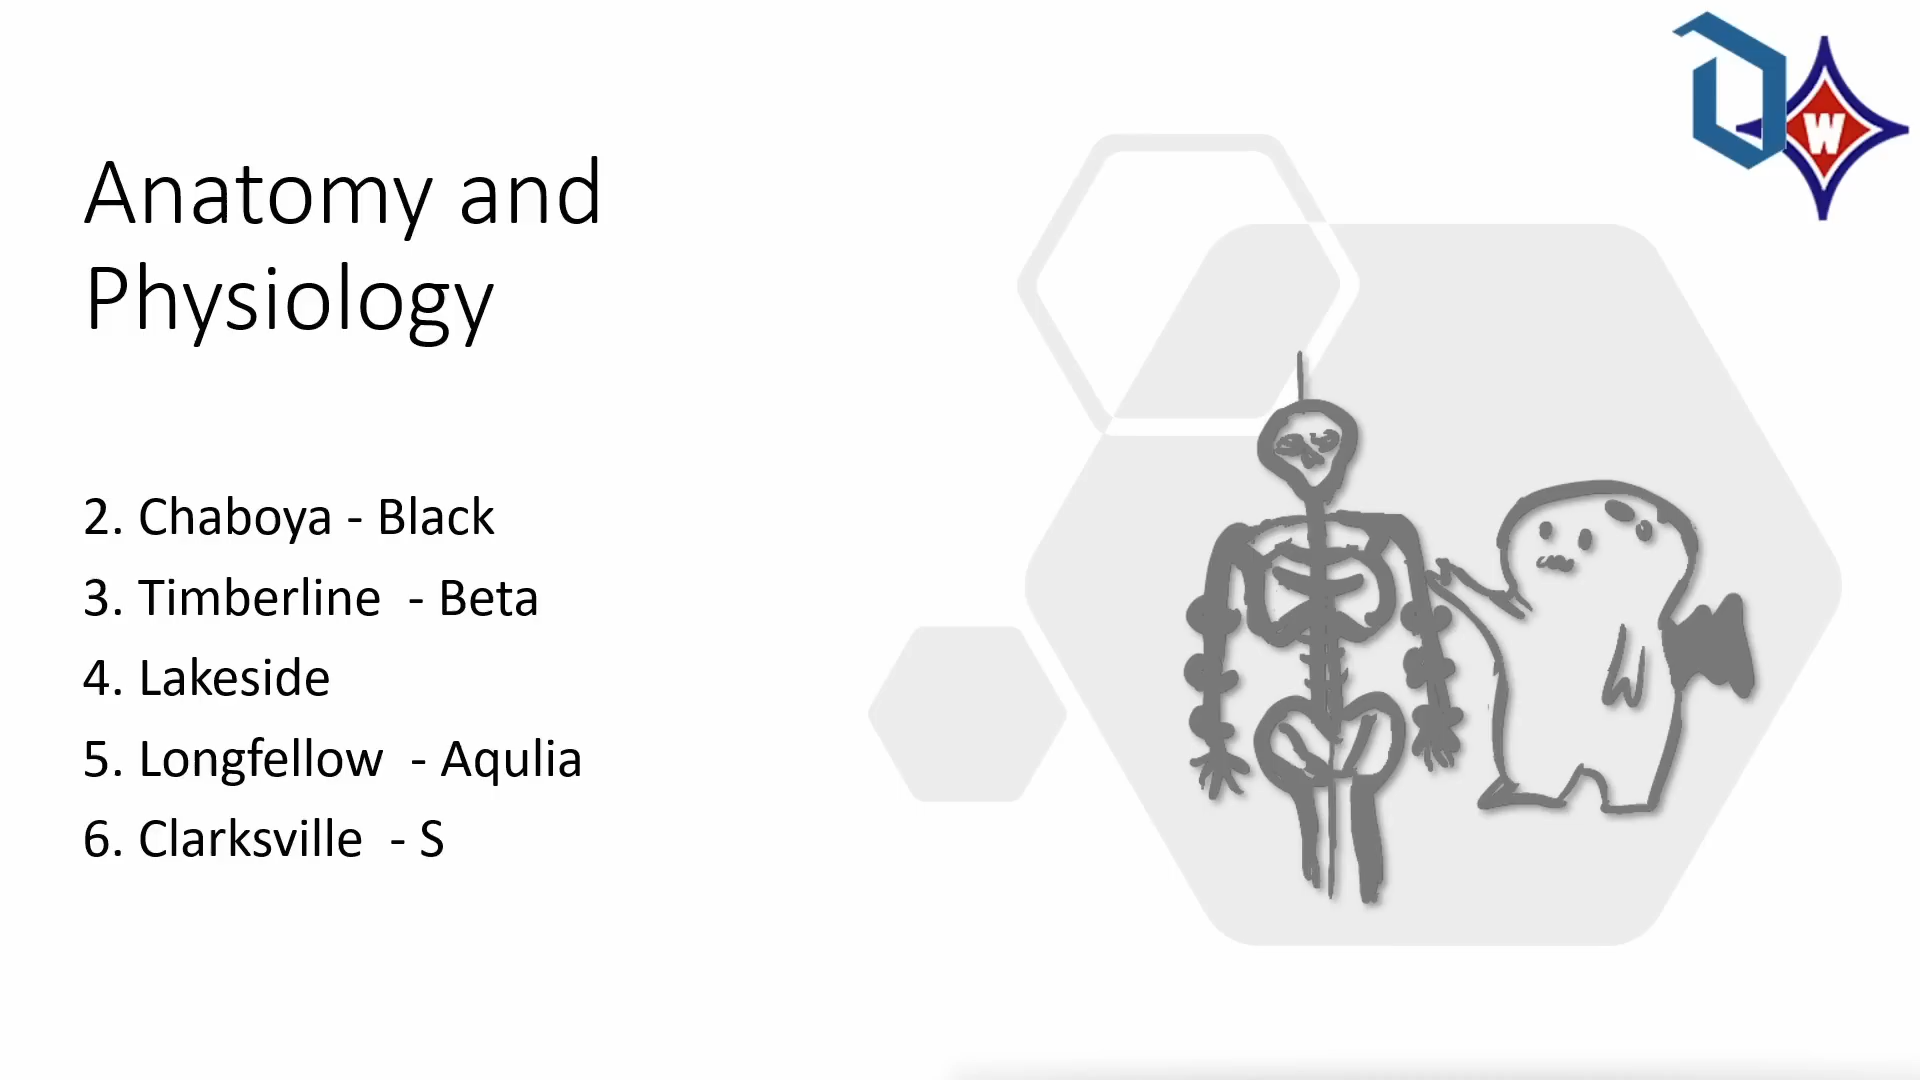 Anatomy and
Physiology
2. Chaboya - Black
3. Timberline - Beta
4. Lakeside
5. Longfellow - Aqulia
6. Clarksville - S
W